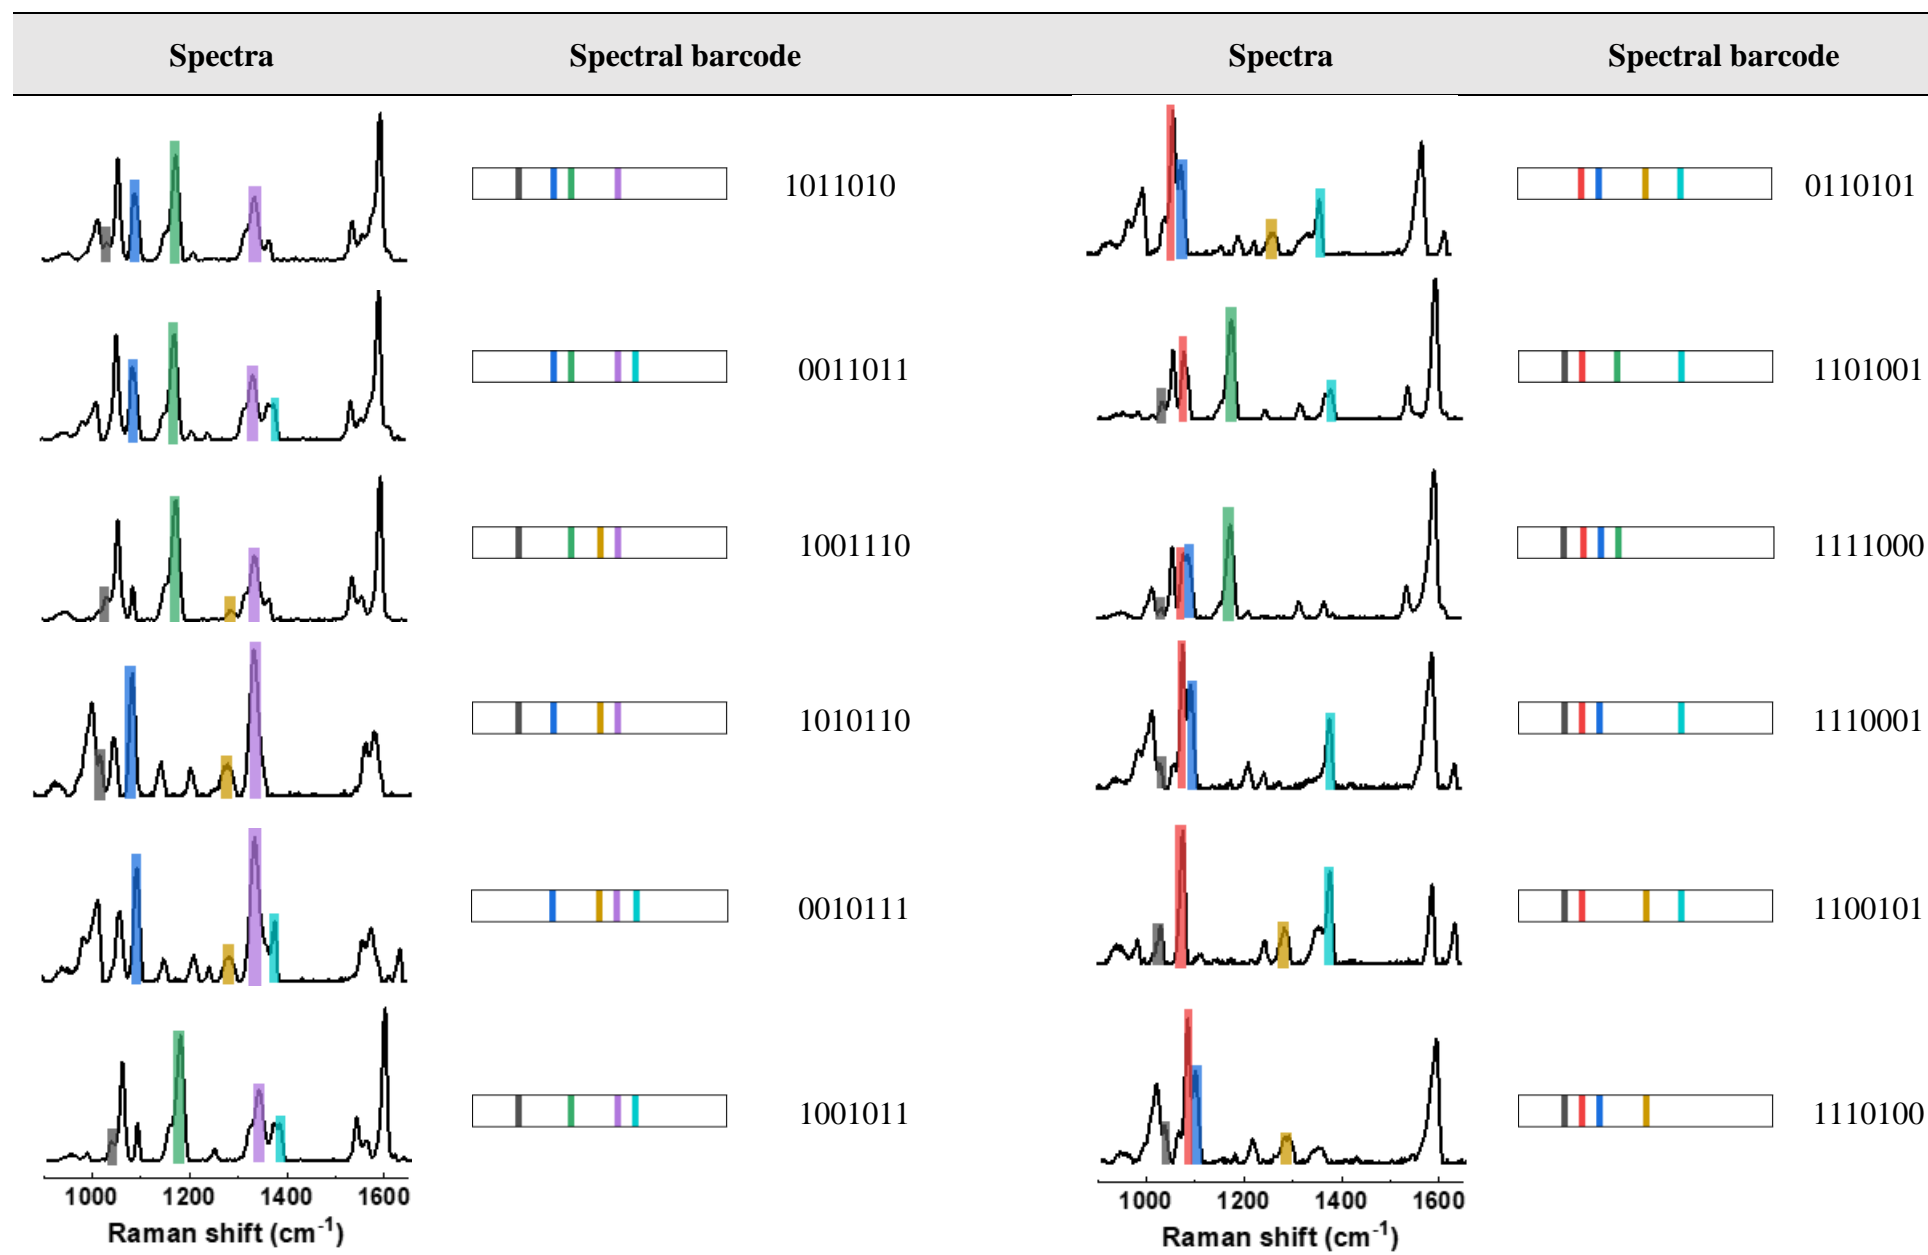 Spectra Spectral barcode Spectra Spectral barcode
1011010 0110101
0011011 1101001
1001110 1111000
1010110 1110001
0010111 1100101
1001011 1110100
1000 1200 1400 1600 1000 1200 1400 1600
Raman shift (cm⁻¹) Raman shift (cm⁻¹)